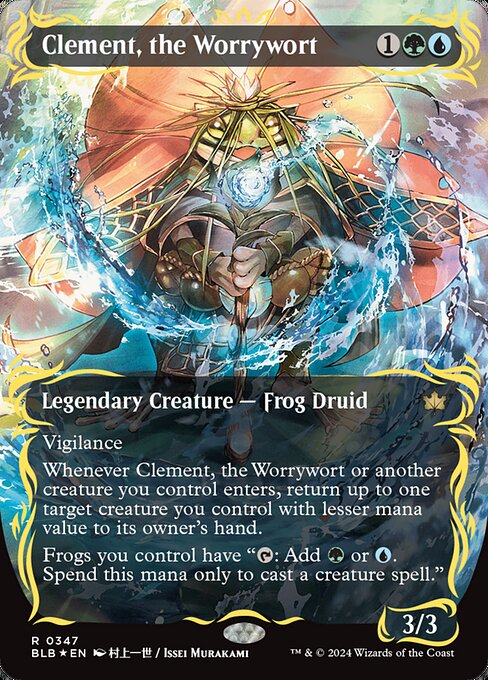 Clement, the Worrywort 1
Legendary Creature — Frog Druid
Vigilance
Whenever Clement, the Worrywort or another
creature you control enters, return up to one
target creature you control with lesser mana
value to its owner's hand.
Frogs you control have "T: Add or .
Spend this mana only to cast a creature spell."
3/3
R 0347
BLB ★ EN 村上一世 / Issei Murakami
™ & © 2024 Wizards of the Coast